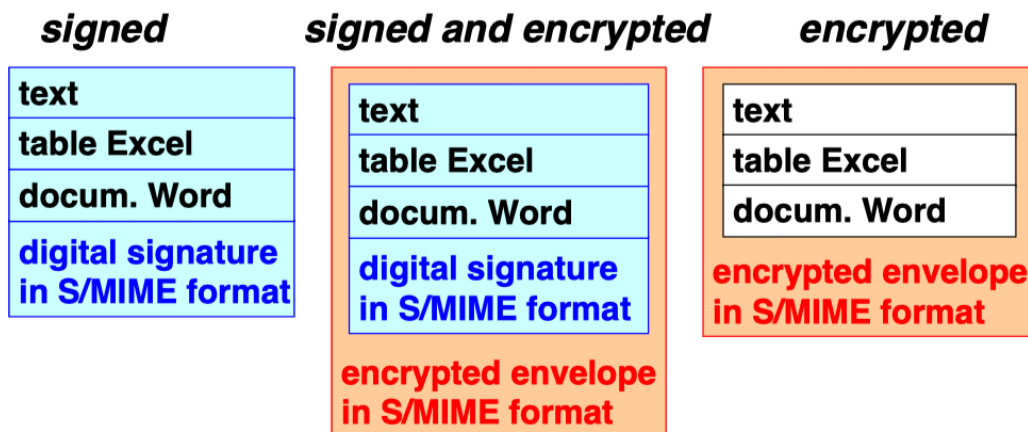 signed
text
table Excel
docum. Word
digital signature
in S/MIME format
signed and encrypted
text
table Excel
docum. Word
digital signature
in S/MIME format
encrypted envelope
in S/MIME format
encrypted
text
table Excel
docum. Word
encrypted envelope
in S/MIME format